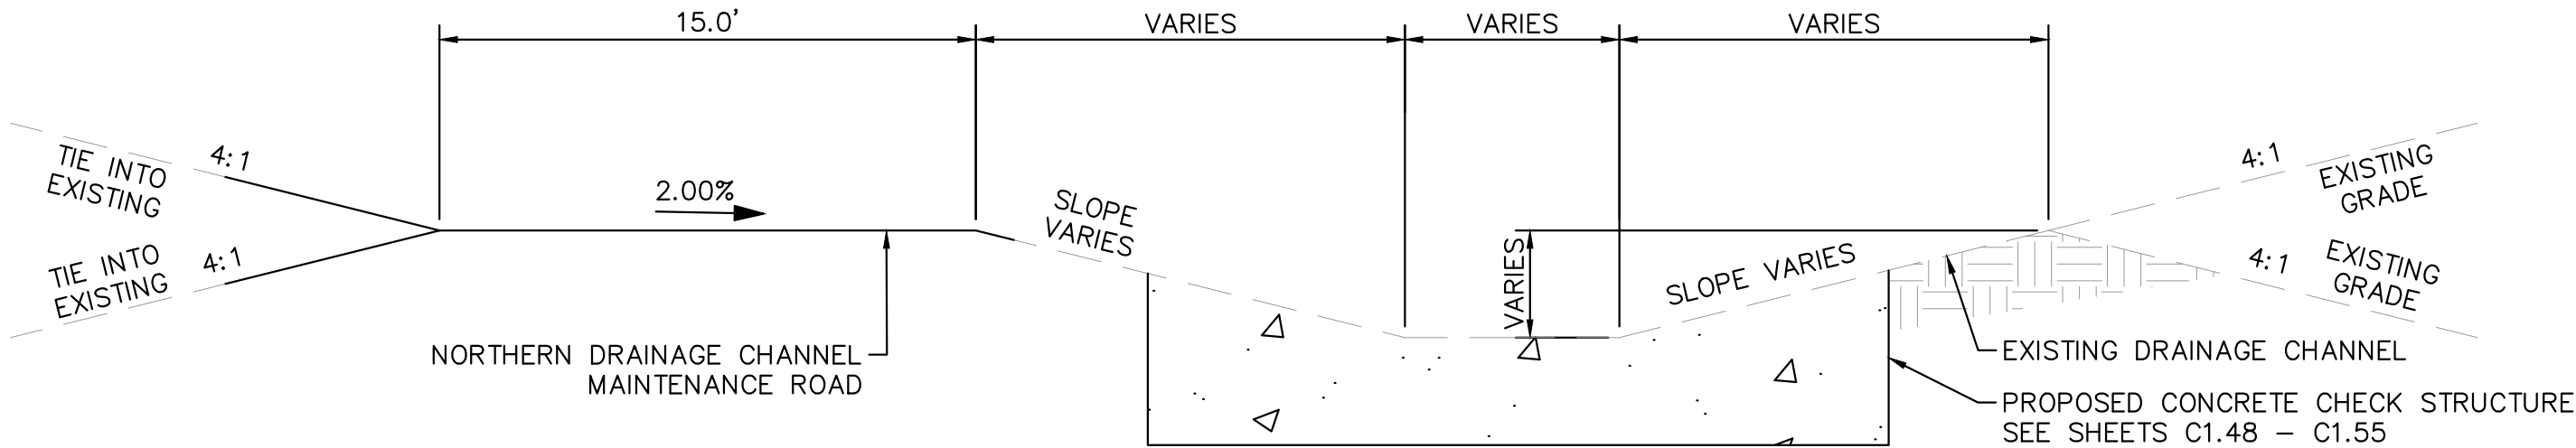 15.0'
VARIES
VARIES
VARIES
TIE INTO
EXISTING
4:1
2.00%
SLOPE
VARIES
4:1
EXISTING
GRADE
TIE INTO
EXISTING
4:1
VARIES
SLOPE VARIES
4:1
EXISTING
GRADE
NORTHERN DRAINAGE CHANNEL
MAINTENANCE ROAD
EXISTING DRAINAGE CHANNEL
PROPOSED CONCRETE CHECK STRUCTURE
SEE SHEETS C1.48 – C1.55